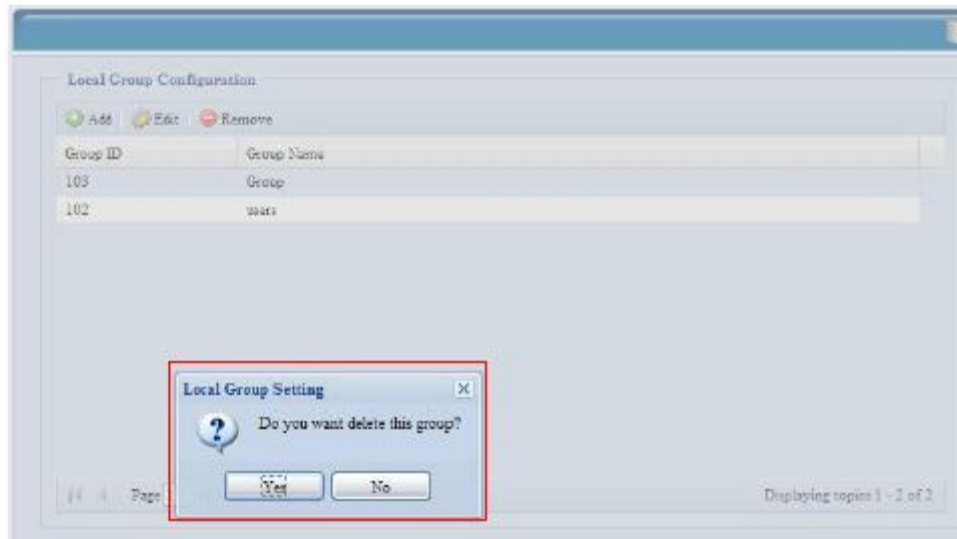 Local Group Configuration
Add Edit Remove
Group ID Group Name
103 Group
102 users
Local Group Setting
Do you want delete this group?
Yes No
Page
Displaying topics 1 - 2 of 2